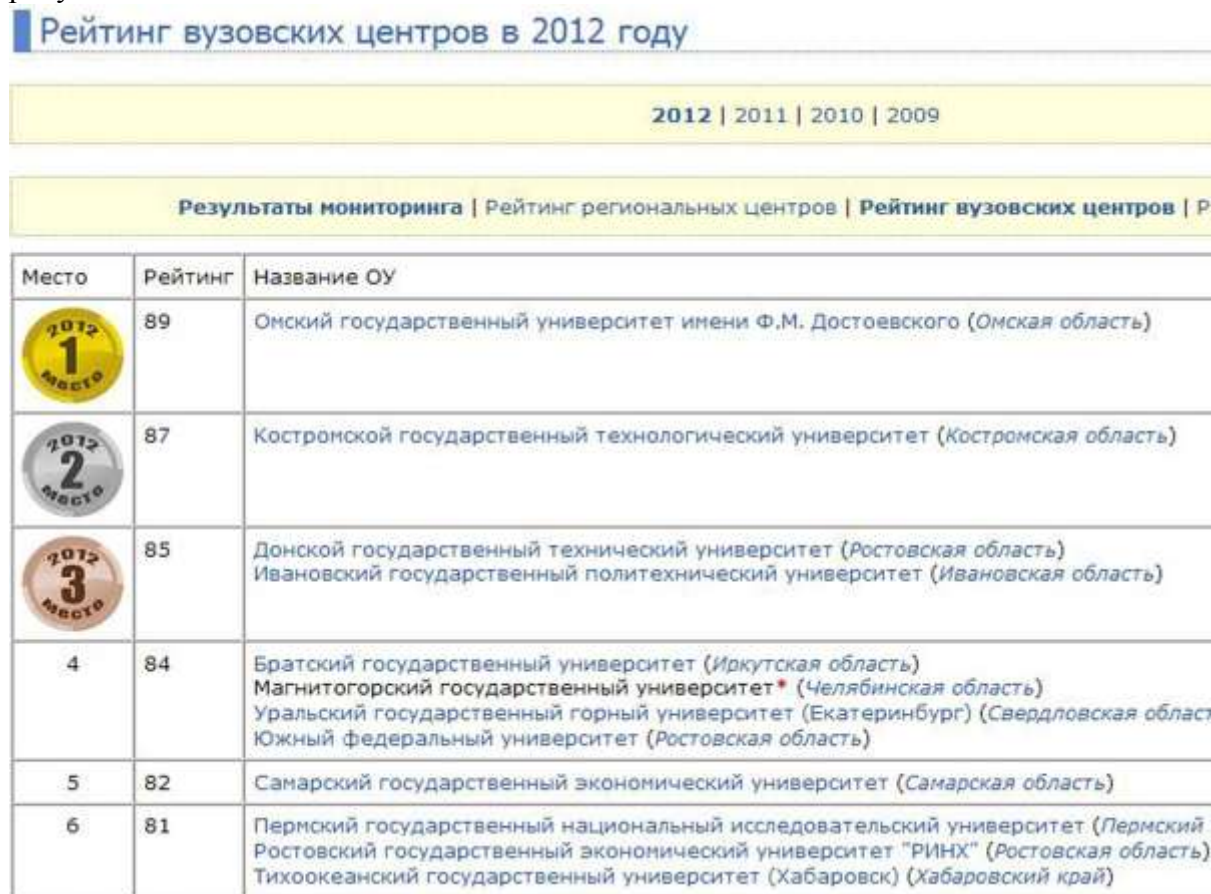 Рейтинг вузовских центров в 2012 году
2012 | 2011 | 2010 | 2009
Результаты мониторинга | Рейтинг региональных центров | Рейтинг вузовских центров | Р
Место Рейтинг Название ОУ
2012 1 место 89 Омский государственный университет имени Ф.М. Достоевского (Омская область)
2012 2 место 87 Костромской государственный технологический университет (Костромская область)
2012 3 место 85 Донской государственный технический университет (Ростовская область)
Ивановский государственный политехнический университет (Ивановская область)
4 84 Братский государственный университет (Иркутская область)
Магнитогорский государственный университет* (Челябинская область)
Уральский государственный горный университет (Екатеринбург) (Свердловская област
Южный федеральный университет (Ростовская область)
5 82 Самарский государственный экономический университет (Самарская область)
6 81 Пермский государственный национальный исследовательский университет (Пермский
Ростовский государственный экономический университет "РИНХ" (Ростовская область)
Тихоокеанский государственный университет (Хабаровск) (Хабаровский край)